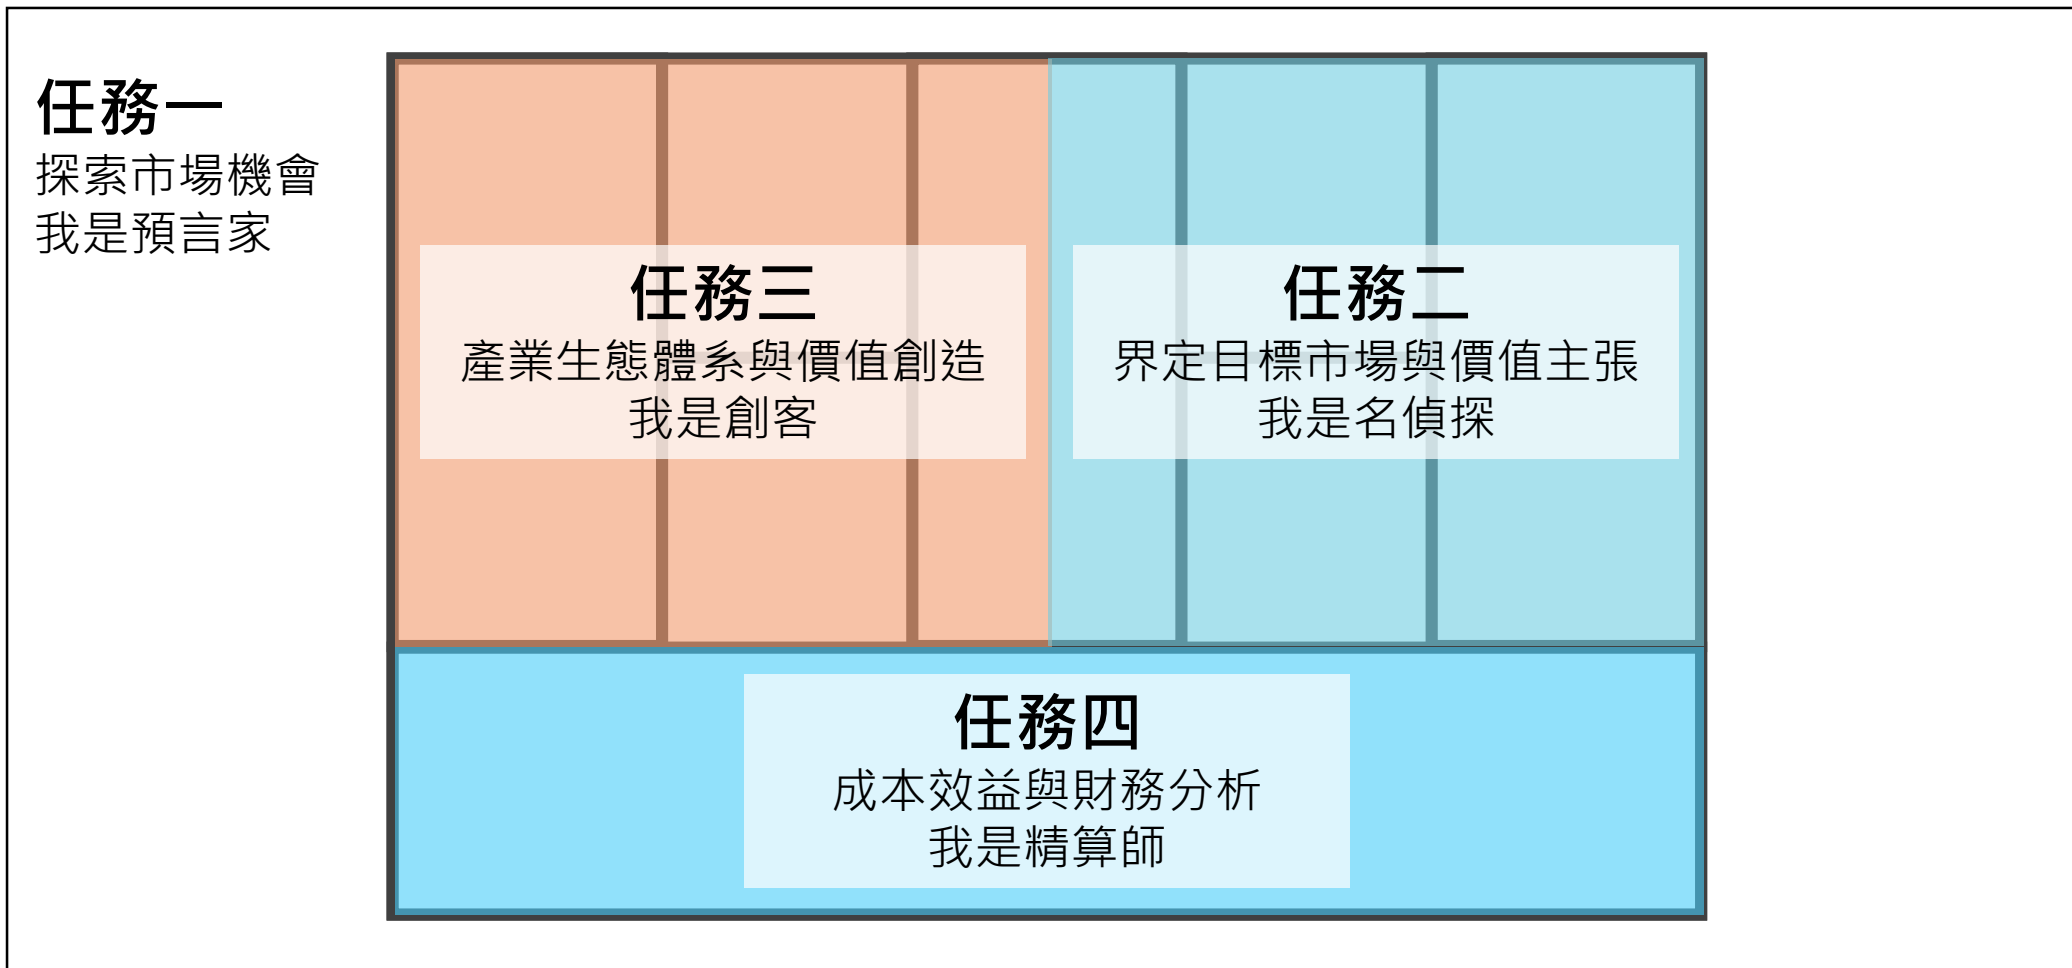 任務一
探索市場機會
我是預言家
任務三
產業生態體系與價值創造
我是創客
任務二
界定目標市場與價值主張
我是名偵探
任務四
成本效益與財務分析
我是精算師